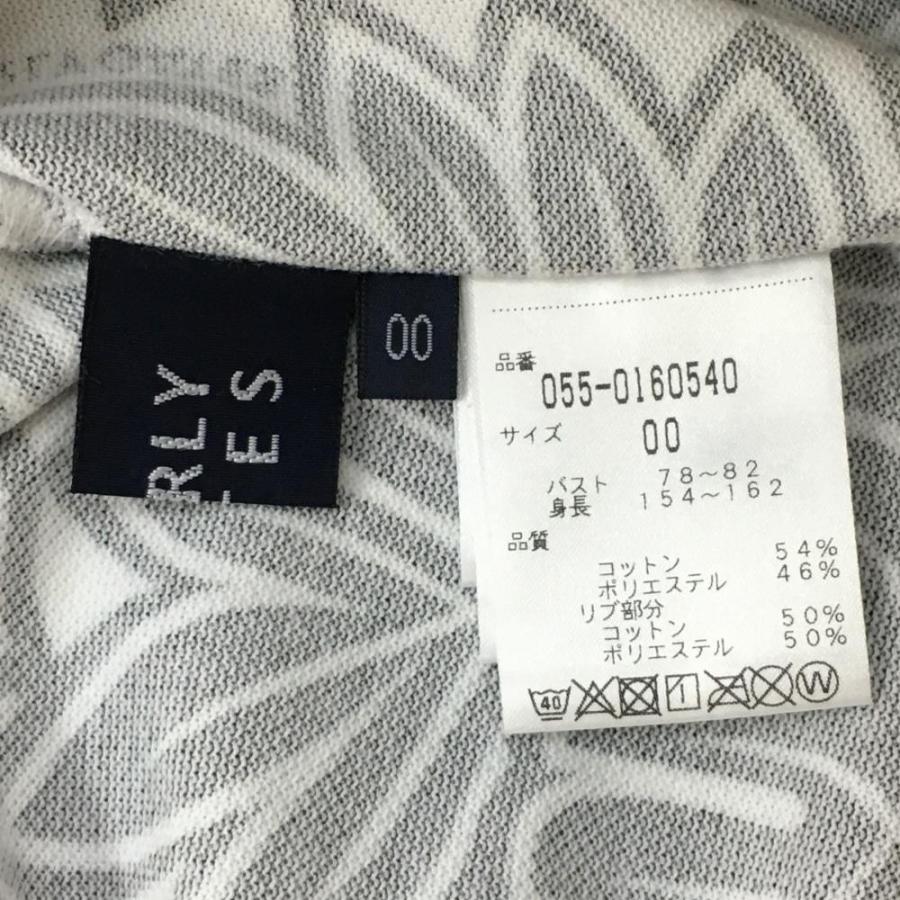 RLY
ES
00
品番
055-0160540
サイズ 00
バスト 78～82
身長 154～162
品質
コットン 54%
ポリエステル 46%
リブ部分
コットン 50%
ポリエステル 50%
40
W